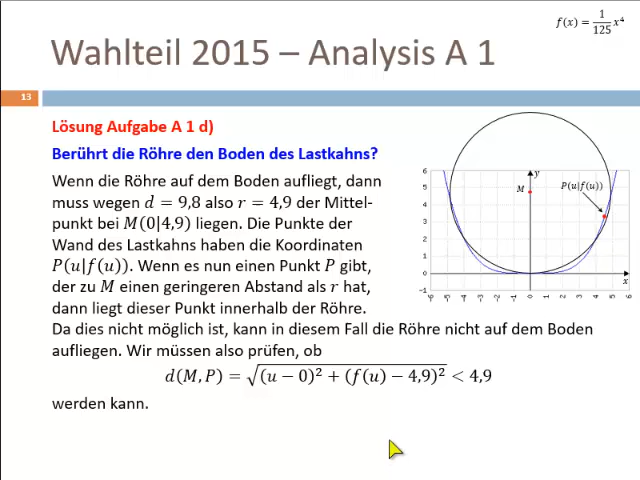 f(x) = 1/125 x⁴
Wahlteil 2015 – Analysis A 1
13
Lösung Aufgabe A 1 d)
Berührt die Röhre den Boden des Lastkahns?
Wenn die Röhre auf dem Boden aufliegt, dann
muss wegen d = 9,8 also r = 4,9 der Mittel-
punkt bei M(0|4,9) liegen. Die Punkte der
Wand des Lastkahns haben die Koordinaten
P(u|f(u)). Wenn es nun einen Punkt P gibt,
der zu M einen geringeren Abstand als r hat,
dann liegt dieser Punkt innerhalb der Röhre.
Da dies nicht möglich ist, kann in diesem Fall die Röhre nicht auf dem Boden
aufliegen. Wir müssen also prüfen, ob
d(M, P) = √((u − 0)² + (f(u) − 4,9)²) < 4,9
werden kann.
y
M
P(u|f(u))
6
5
4
3
2
1
0
−1
x
-6 -5 -4 -3 -2 -1 0 1 2 3 4 5 6